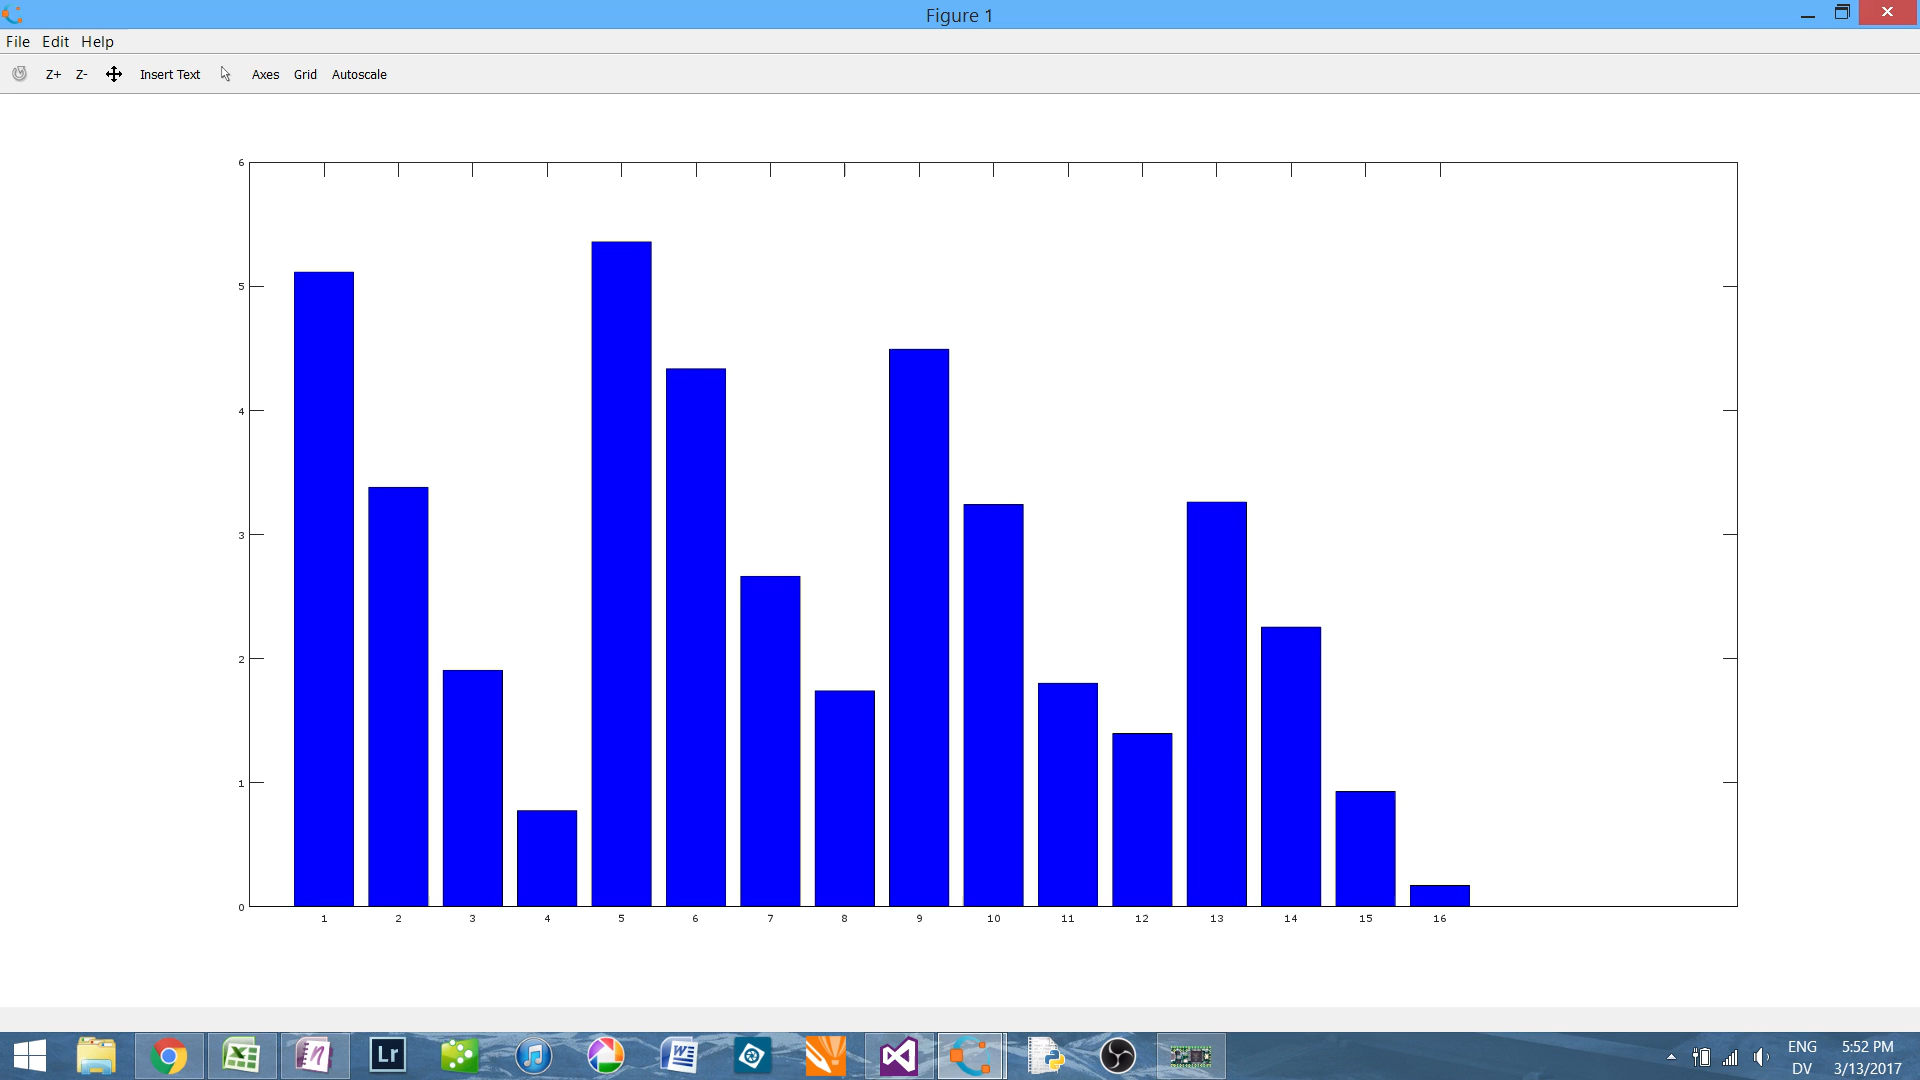 Figure 1
File Edit Help
Z+ Z- Insert Text Axes Grid Autoscale
6
5
4
3
2
1
0
1 2 3 4 5 6 7 8 9 10 11 12 13 14 15 16
Lr
ENG 5:52 PM
DV 3/13/2017